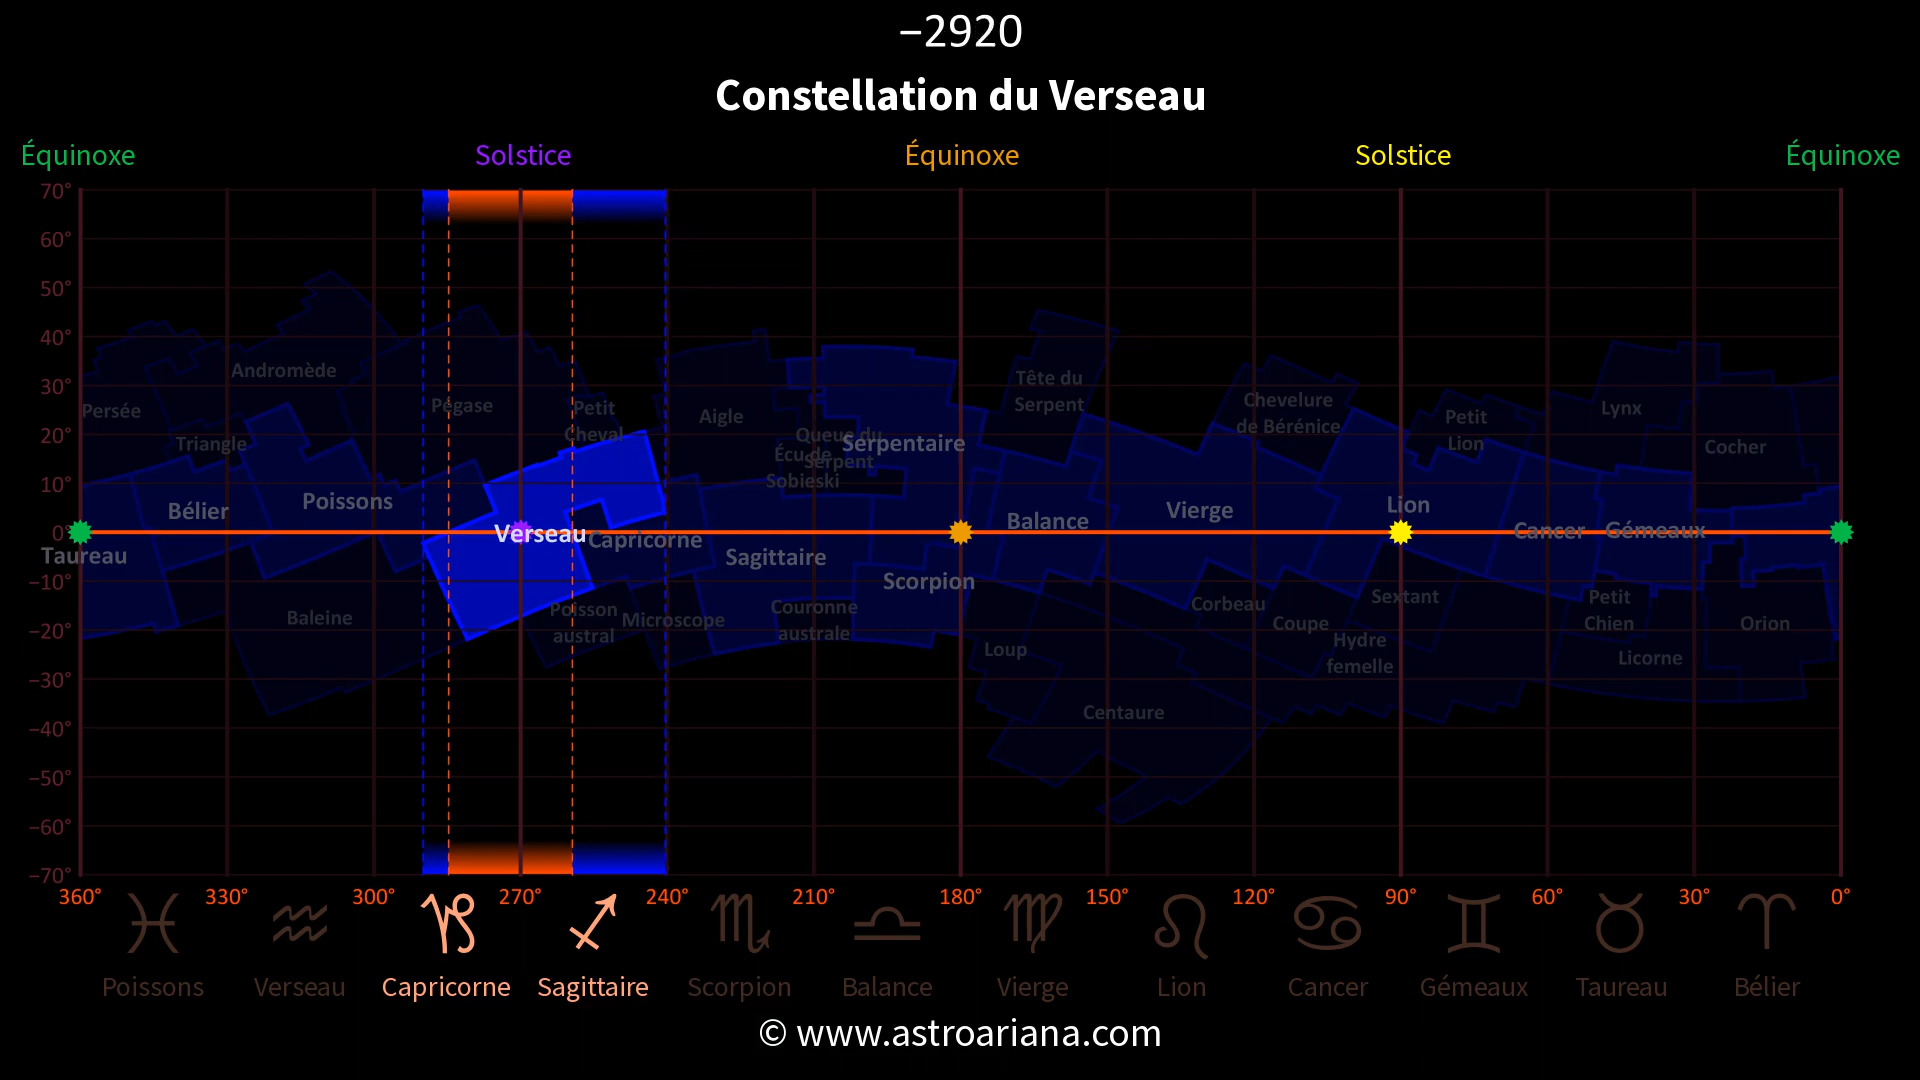 −2920
Constellation du Verseau
Équinoxe
Solstice
Équinoxe
Solstice
Équinoxe
70°
60°
50°
40°
30°
20°
10°
0°
−10°
−20°
−30°
−40°
−50°
−60°
−70°
Persée
Andromède
Triangle
Pégase
Petit
Cheval
Aigle
Queue du
Serpent
Écu de
Sobieski
Serpentaire
Tête du
Serpent
Chevelure
de Bérénice
Petit
Lion
Lynx
Cocher
Taureau
Bélier
Poissons
Verseau
Capricorne
Sagittaire
Scorpion
Balance
Vierge
Lion
Cancer
Gémeaux
Baleine
Poisson
austral
Microscope
Couronne
australe
Loup
Centaure
Corbeau
Coupe
Hydre
femelle
Sextant
Petit
Chien
Licorne
Orion
360° 330° 300° 270° 240° 210° 180° 150° 120° 90° 60° 30° 0°
♓ ♒ ♑ ♐ ♏ ♎ ♍ ♌ ♋ ♊ ♉ ♈
Poissons Verseau Capricorne Sagittaire Scorpion Balance Vierge Lion Cancer Gémeaux Taureau Bélier
© www.astroariana.com